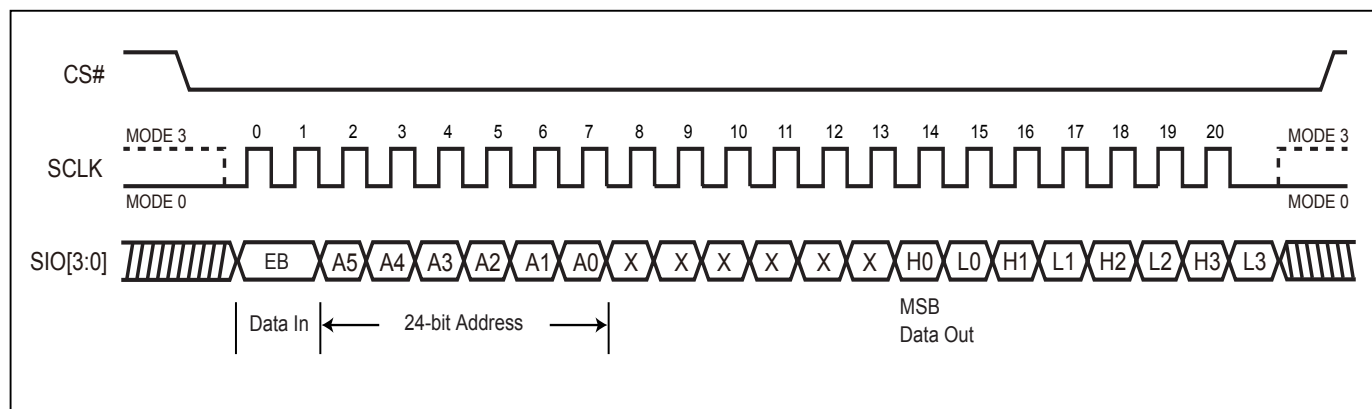 CS#
MODE 3 0 1 2 3 4 5 6 7 8 9 10 11 12 13 14 15 16 17 18 19 20 MODE 3
SCLK
MODE 0 MODE 0
SIO[3:0] EB A5 A4 A3 A2 A1 A0 X X X X X X H0 L0 H1 L1 H2 L2 H3 L3
Data In 24-bit Address MSB
Data Out